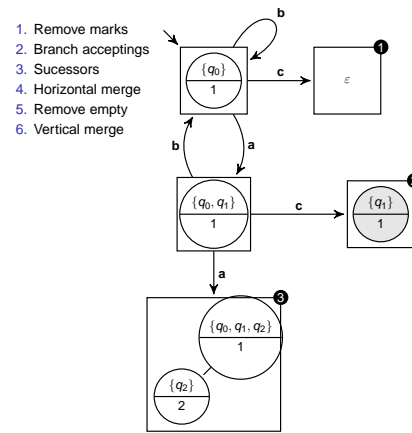 1. Remove marks
2. Branch acceptings
3. Sucessors
4. Horizontal merge
5. Remove empty
6. Vertical merge
b
1
{q0}
1
c
ε
b
a
{q0, q1}
1
c
{q1}
1
a
3
{q0, q1, q2}
1
{q2}
2